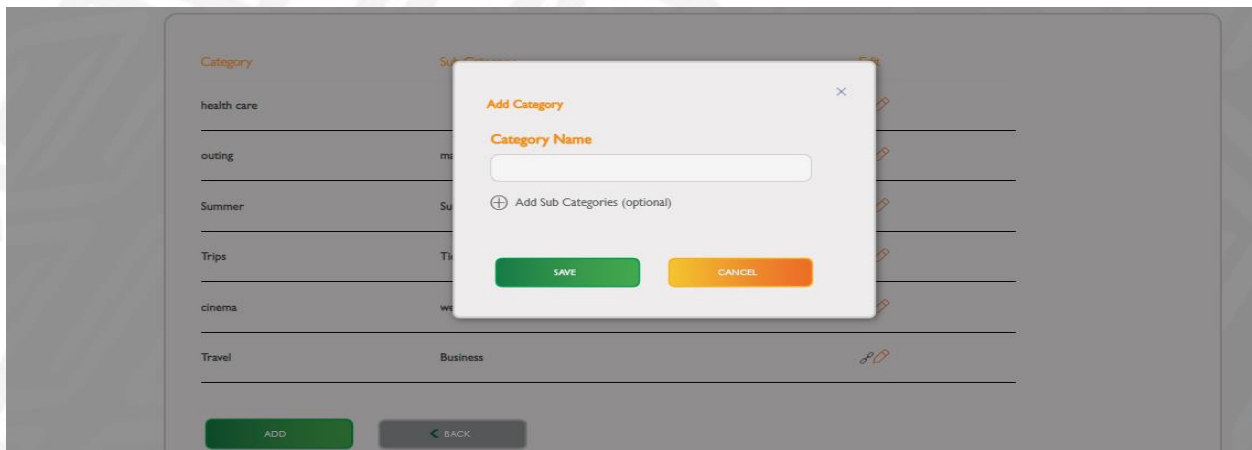 Category
Add Category
Category Name
health care
outing
Summer
Add Sub Categories (optional)
Trips
SAVE CANCEL
cinema
Travel Business
ADD BACK